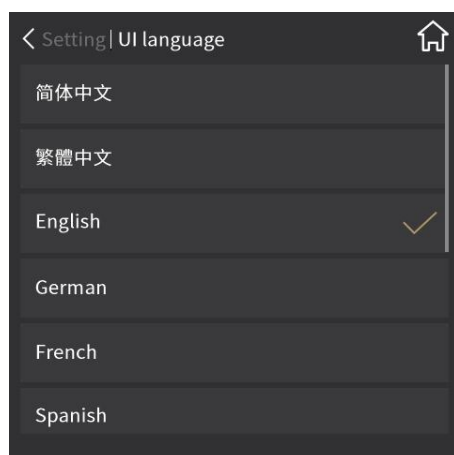 Setting | UI language
简体中文
繁體中文
English
German
French
Spanish